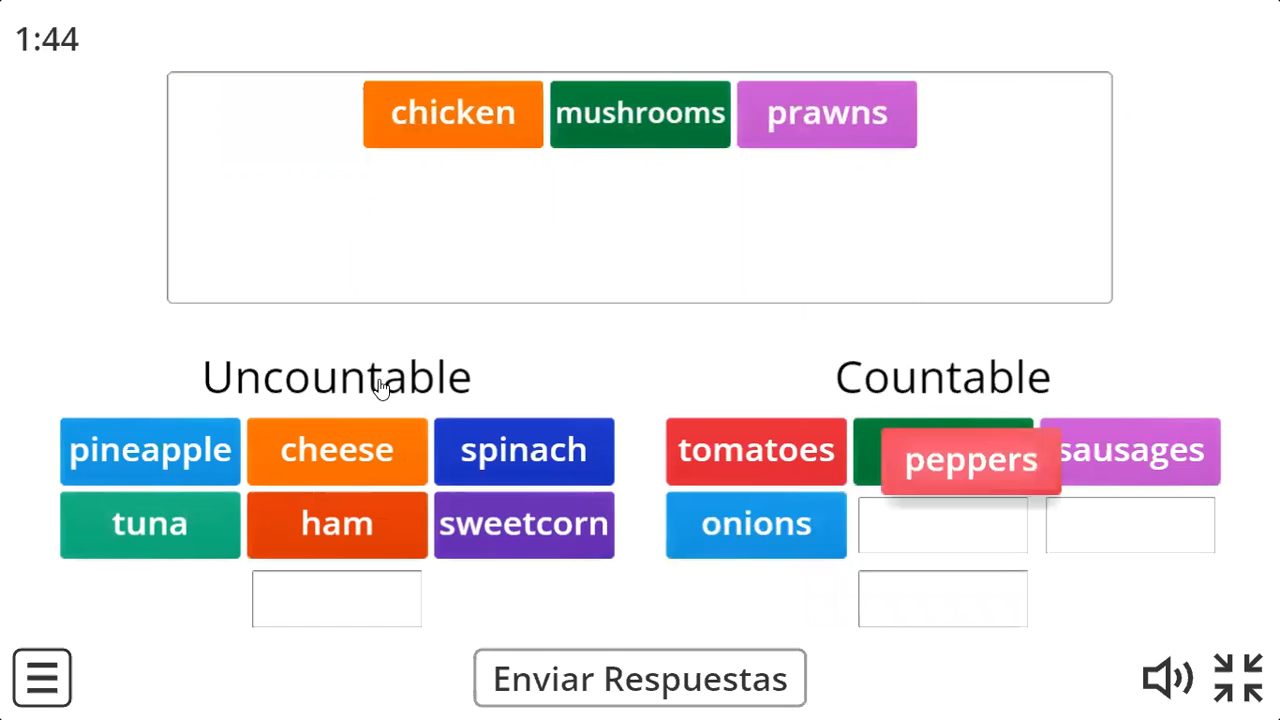 1:44
chicken mushrooms prawns
Uncountable Countable
pineapple cheese spinach tomatoes peppers sausages
tuna ham sweetcorn onions
Enviar Respuestas